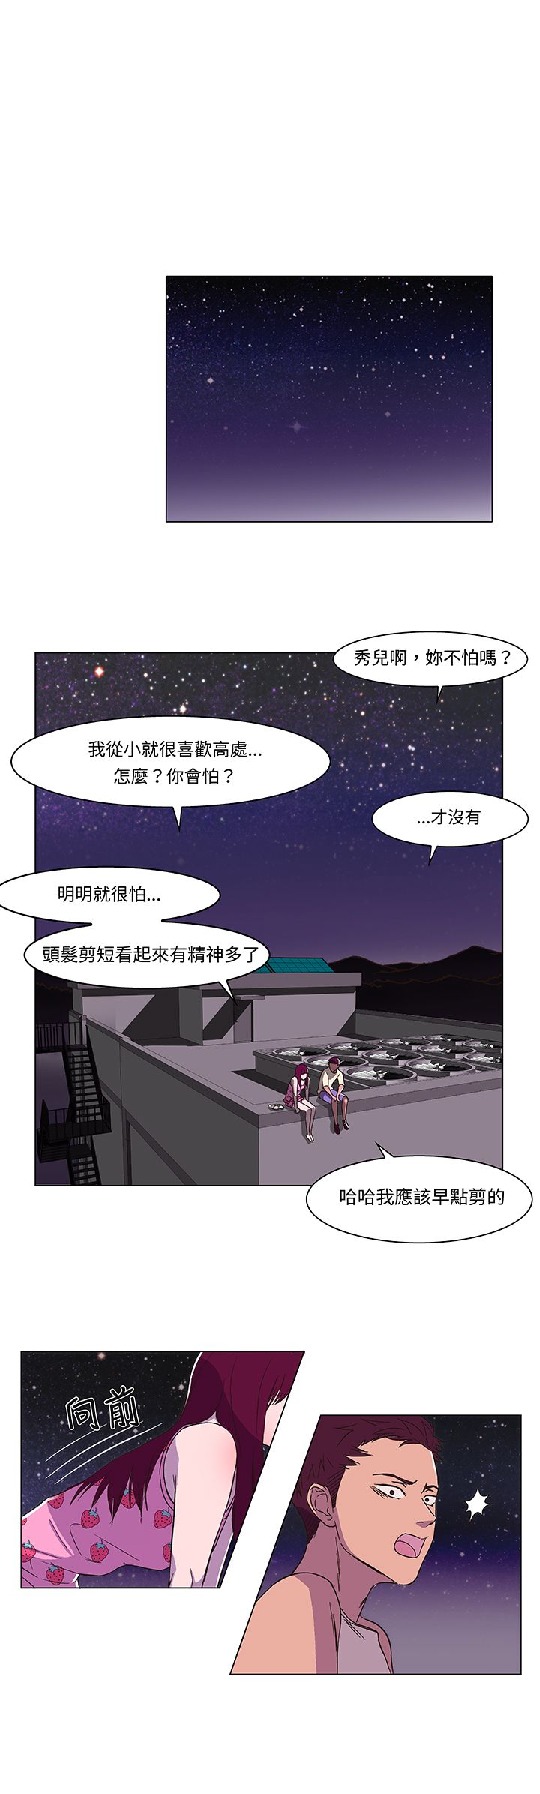 秀兒啊，妳不怕嗎？
我從小就很喜歡高處...
怎麼？你會怕？
...才沒有
明明就很怕...
頭髮剪短看起來有精神多了
哈哈我應該早點剪的
向前